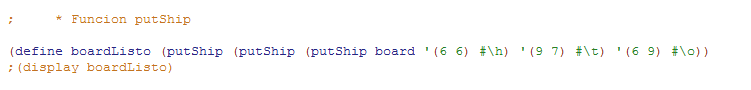 ;     * Funcion putShip
(define boardListo (putShip (putShip (putShip board '(6 6) #\h) '(9 7) #\t) '(6 9) #\o))
;(display boardListo)